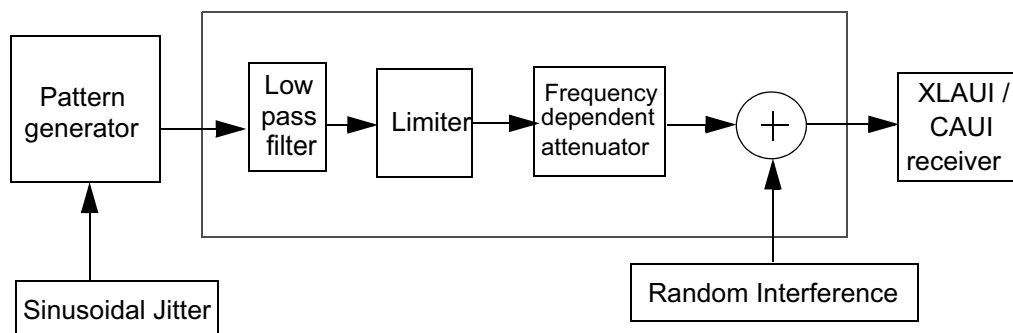 Pattern
generator
Low
pass
filter
Limiter
Frequency
dependent
attenuator
+
XLAUI /
CAUI
receiver
Sinusoidal Jitter
Random Interference